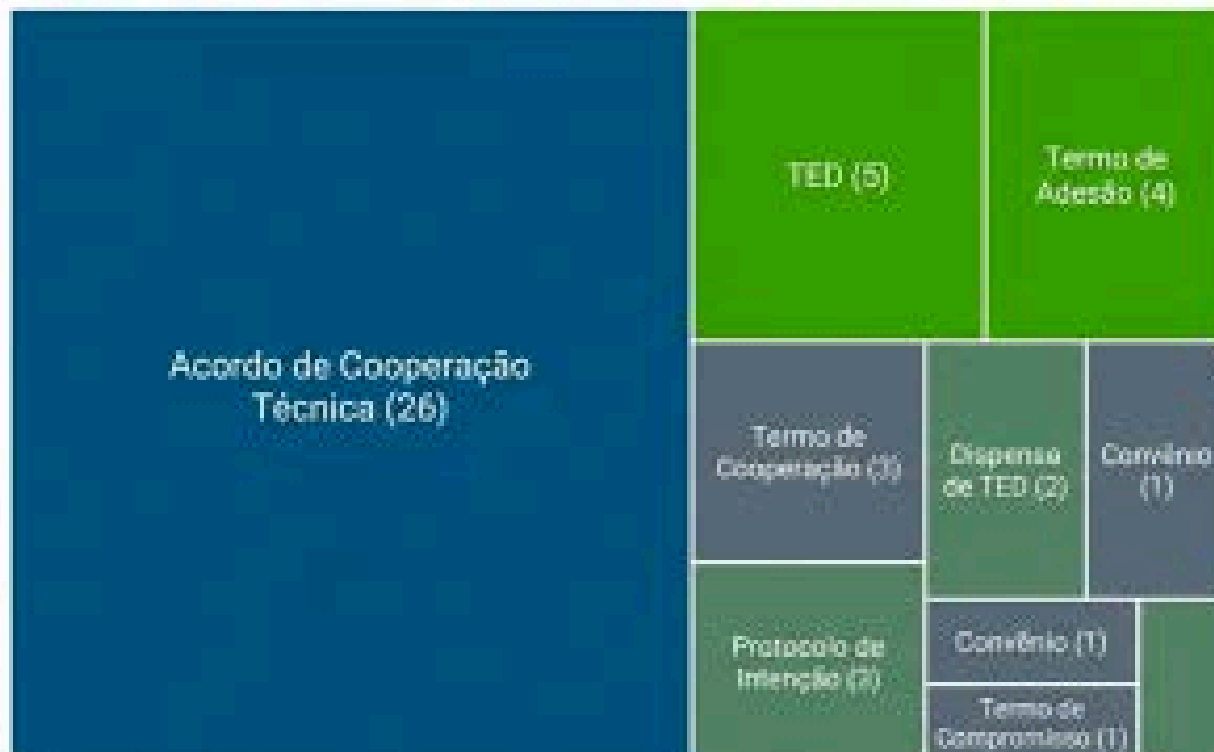 Acordo de Cooperação
Técnica (26)
TED (5)
Termo de
Adesão (4)
Termo de
Cooperação (3)
Dispensa
de TED (2)
Convênio
(1)
Protocolo de
Intenção
Convênio (1)
Termo de
Compromisso (1)